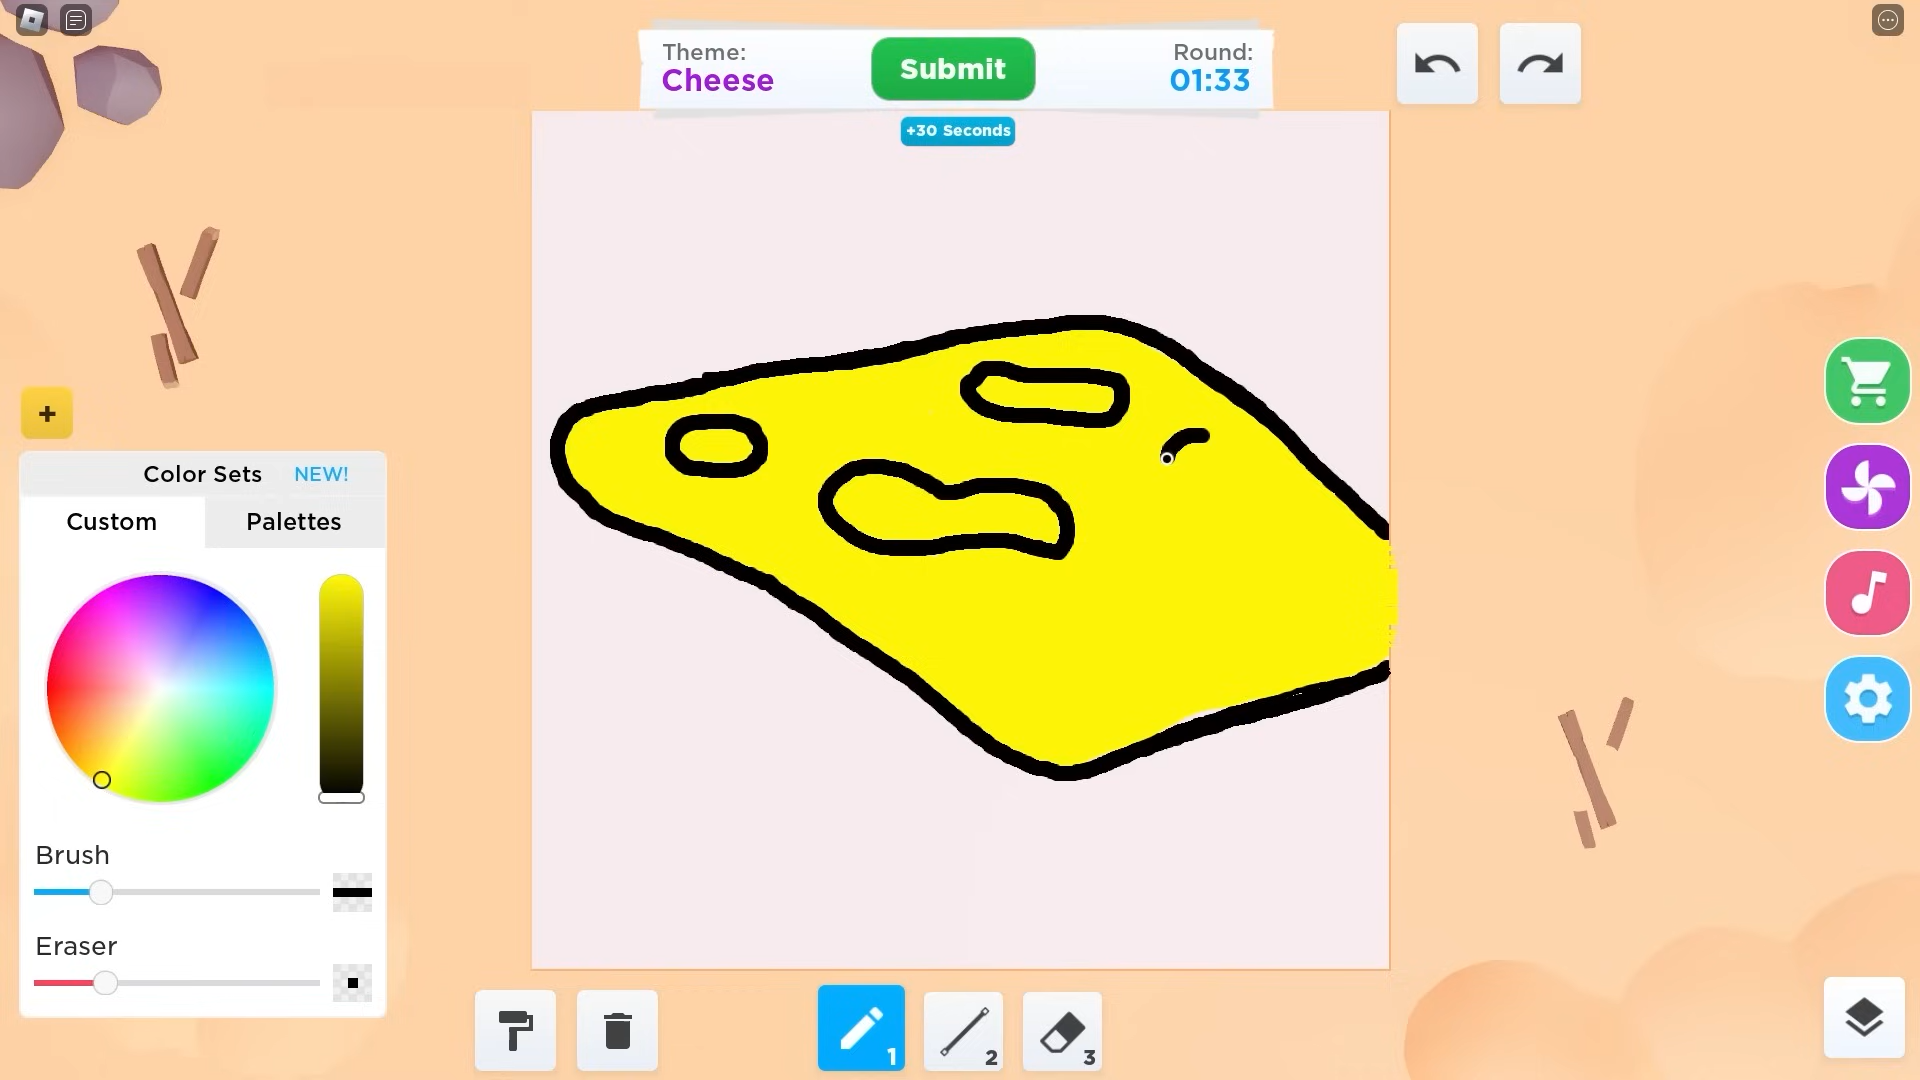 Theme:
Cheese
Submit
Round:
01:33
+30 Seconds
+
Color Sets NEW!
Custom
Palettes
Brush
Eraser
1
2
3